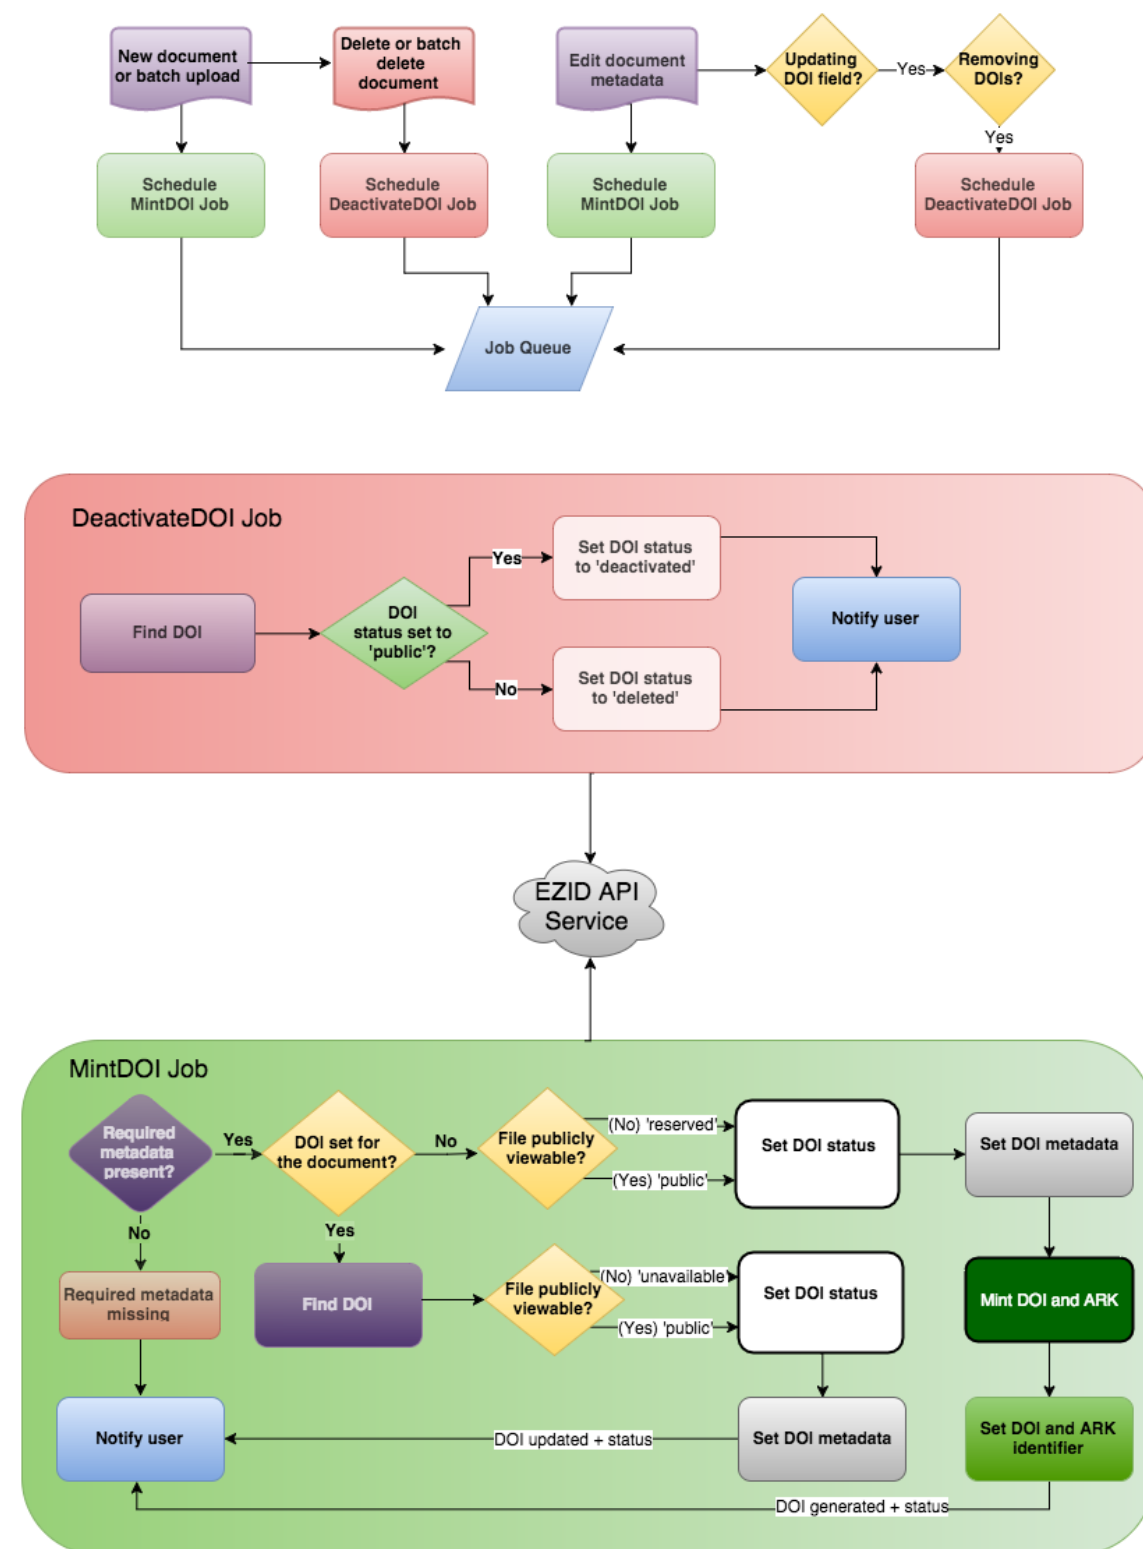 New document
or batch upload
Delete or batch
delete
document
Edit document
metadata
Updating
DOI field?
Yes
Removing
DOIs?
Yes
Schedule
MintDOI Job
Schedule
DeactivateDOI Job
Schedule
MintDOI Job
Schedule
DeactivateDOI Job
Job Queue
DeactivateDOI Job
Find DOI
DOI
status set to
'public'?
Yes
Set DOI status
to 'deactivated'
No
Set DOI status
to 'deleted'
Notify user
EZID API
Service
MintDOI Job
Required
metadata
present?
Yes
DOI set for
the document?
No
File publicly
viewable?
(No) 'reserved'
(Yes) 'public'
Set DOI status
Set DOI metadata
No
Yes
Required metadata
missing
Find DOI
File publicly
viewable?
(No) 'unavailable'
(Yes) 'public'
Set DOI status
Mint DOI and ARK
Notify user
DOI updated + status
Set DOI metadata
Set DOI and ARK
identifier
DOI generated + status